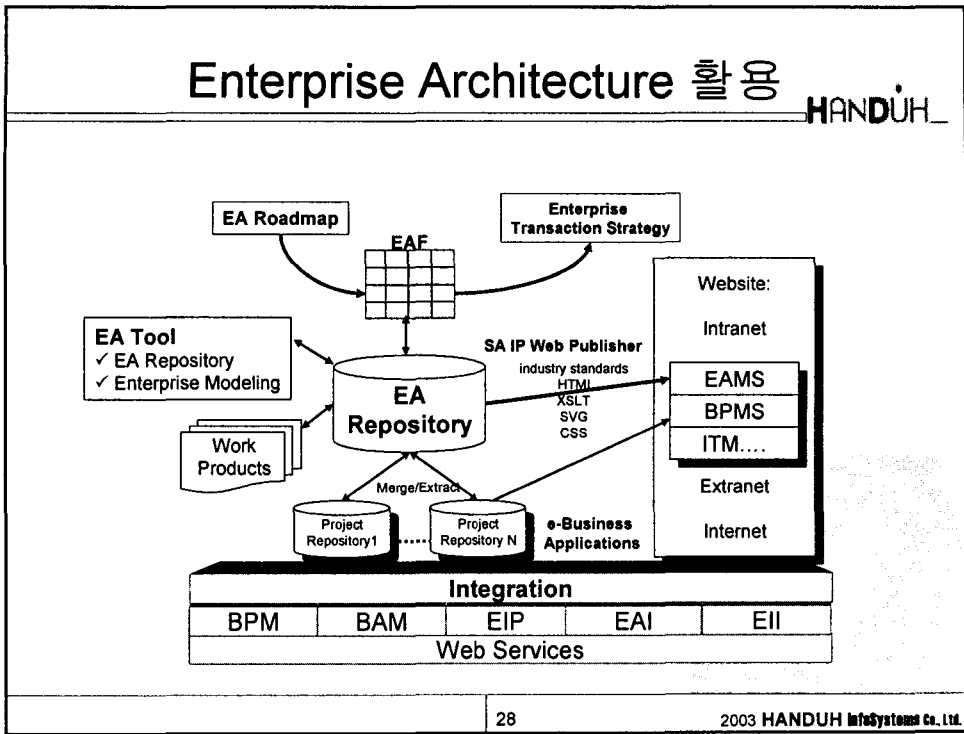 Enterprise Architecture 활용
HANDUH_
EA Roadmap
Enterprise
Transaction Strategy
EAF
EA Tool
✓ EA Repository
✓ Enterprise Modeling
Work
Products
EA
Repository
SA IP Web Publisher
industry standards
HTML
XSLT
SVG
CSS
Website:
Intranet
EAMS
BPMS
ITM....
Extranet
Internet
Merge/Extract
Project
Repository1
Project
Repository N
e-Business
Applications
Integration
BPM BAM EIP EAI EII
Web Services
28
2003 HANDUH InfoSystems Co., Ltd.